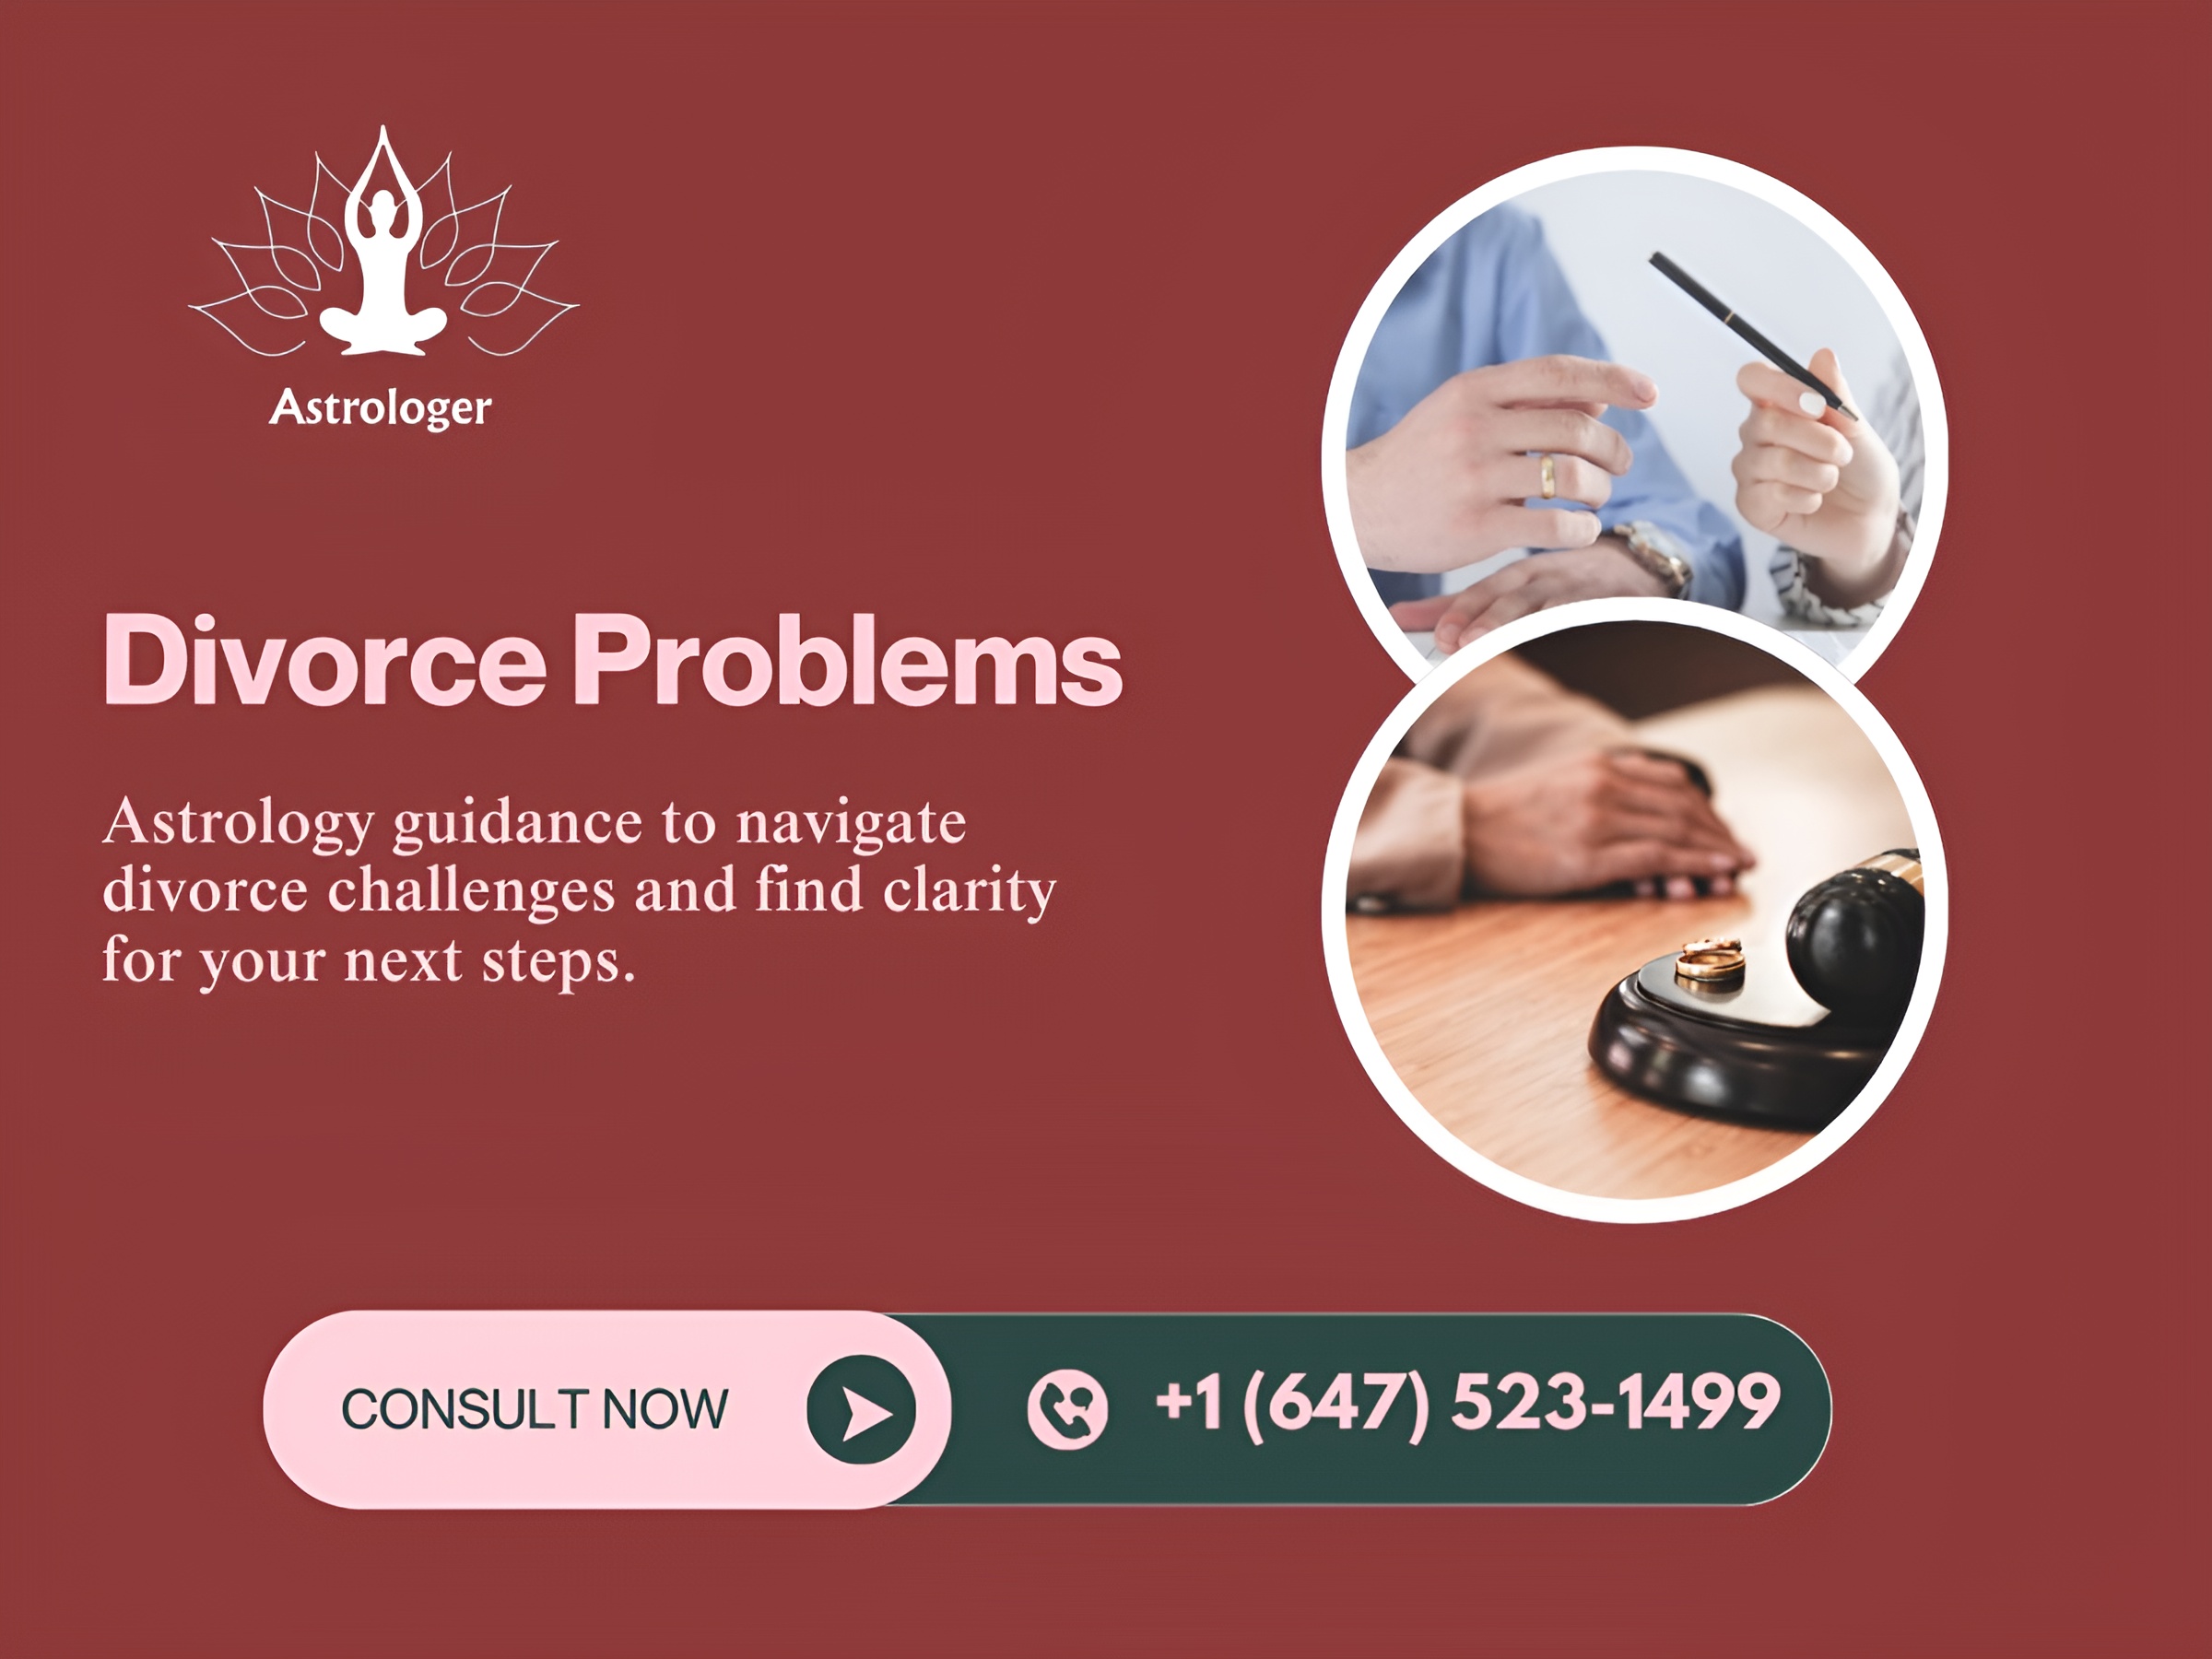 Astrologer
Divorce Problems
Astrology guidance to navigate
divorce challenges and find clarity
for your next steps.
CONSULT NOW
+1 (647) 523-1499